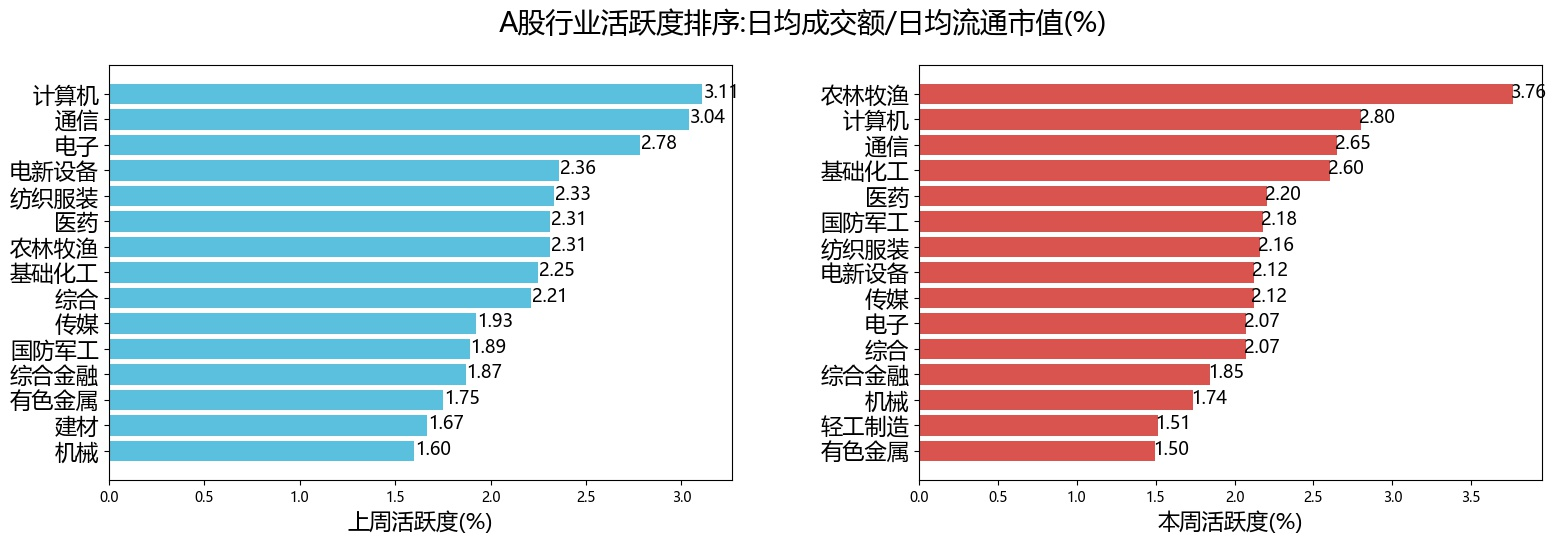 A股行业活跃度排序:日均成交额/日均流通市值(%)
计算机 3.11
通信 3.04
电子 2.78
电新设备 2.36
纺织服装 2.33
医药 2.31
农林牧渔 2.31
基础化工 2.25
综合 2.21
传媒 1.93
国防军工 1.89
综合金融 1.87
有色金属 1.75
建材 1.67
机械 1.60
0.0 0.5 1.0 1.5 2.0 2.5 3.0
上周活跃度(%)
农林牧渔 3.76
计算机 2.80
通信 2.65
基础化工 2.60
医药 2.20
国防军工 2.18
纺织服装 2.16
电新设备 2.12
传媒 2.12
电子 2.07
综合 2.07
综合金融 1.85
机械 1.74
轻工制造 1.51
有色金属 1.50
0.0 0.5 1.0 1.5 2.0 2.5 3.0 3.5
本周活跃度(%)